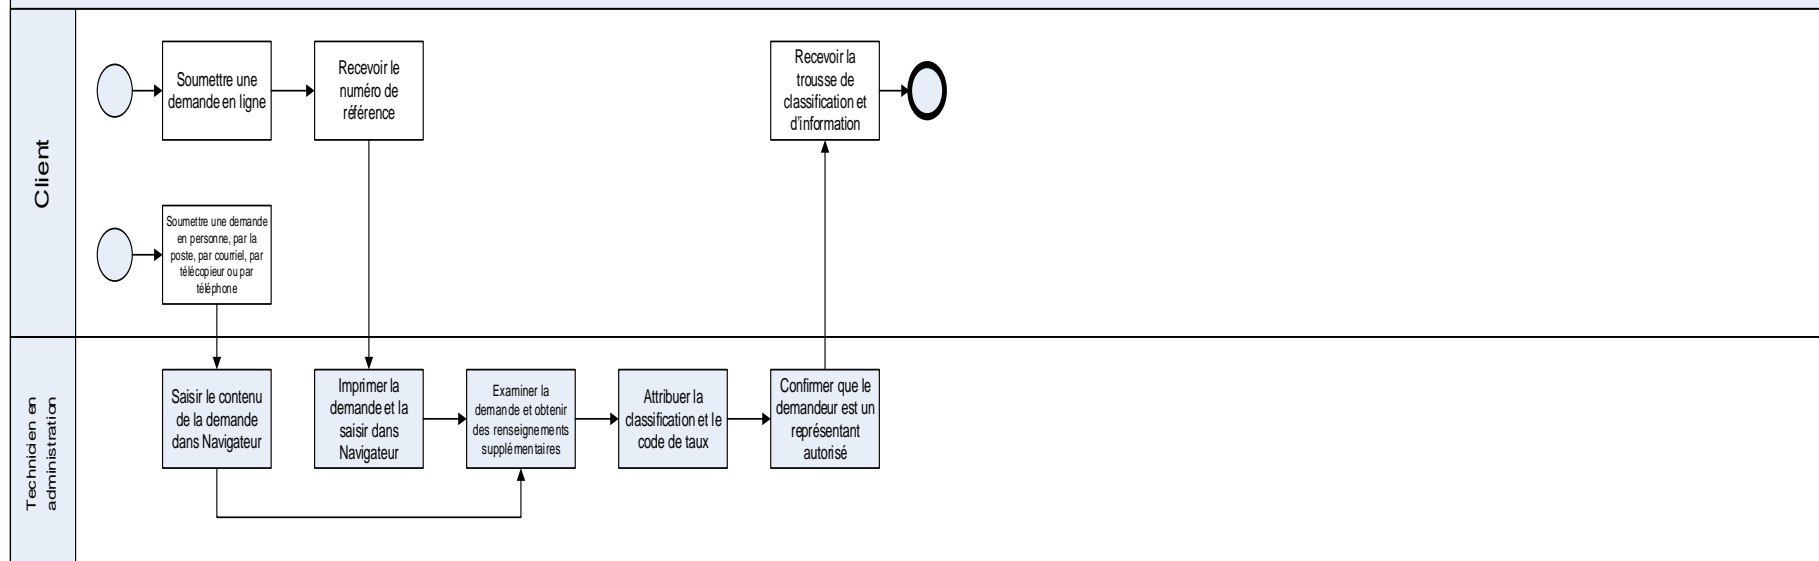 Client
Soumettre une
demande en ligne
Recevoir le
numéro de
référence
Recevoir la
trousse de
classification et
d'information
Soumettre une demande
en personne, par la
poste, par courriel, par
télécopieur ou par
téléphone
Technicien en
administration
Saisir le contenu
de la demande
dans Navigateur
Imprimer la
demande et la
saisir dans
Navigateur
Examiner la
demande et obtenir
des renseignements
supplémentaires
Attribuer la
classification et le
code de taux
Confirmer que le
demandeur est un
représentant
autorisé